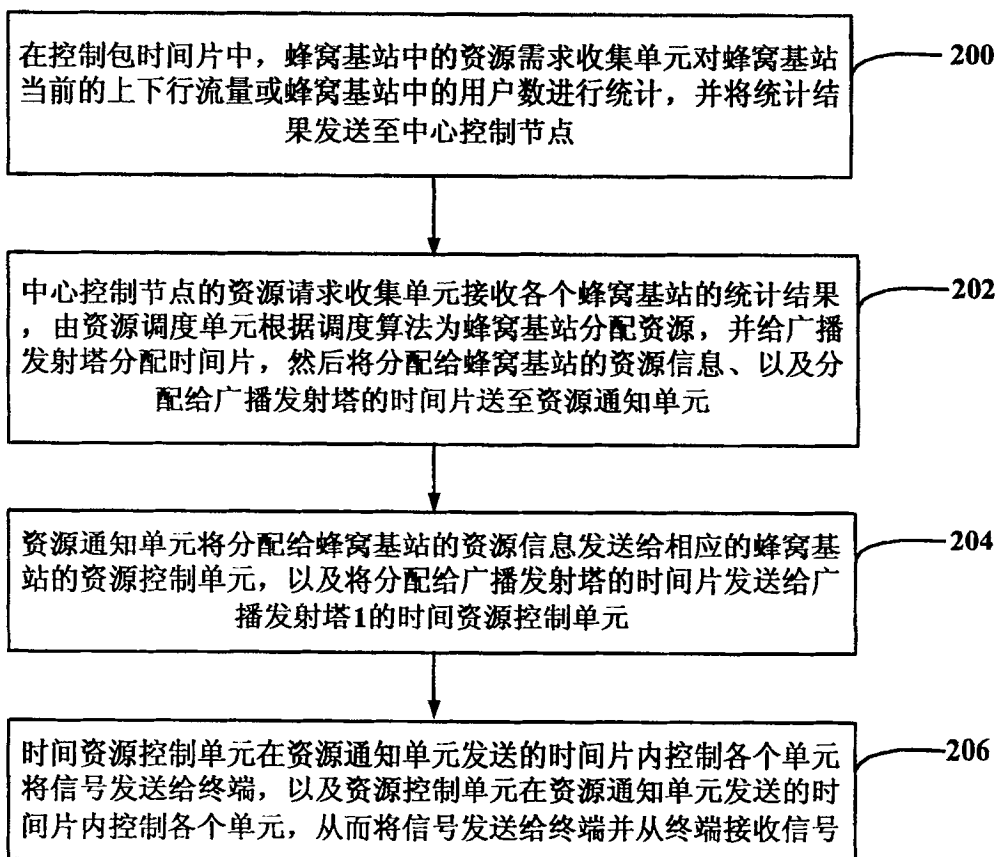 在控制包时间片中，蜂窝基站中的资源需求收集单元对蜂窝基站
当前的上下行流量或蜂窝基站中的用户数进行统计，并将统计结
果发送至中心控制节点
200
中心控制节点的资源请求收集单元接收各个蜂窝基站的统计结果
，由资源调度单元根据调度算法为蜂窝基站分配资源，并给广播
发射塔分配时间片，然后将分配给蜂窝基站的资源信息、以及分
配给广播发射塔的时间片送至资源通知单元
202
资源通知单元将分配给蜂窝基站的资源信息发送给相应的蜂窝基
站的资源控制单元，以及将分配给广播发射塔的时间片发送给广
播发射塔1的时间资源控制单元
204
时间资源控制单元在资源通知单元发送的时间片内控制各个单元
将信号发送给终端，以及资源控制单元在资源通知单元发送的时
间片内控制各个单元，从而将信号发送给终端并从终端接收信号
206